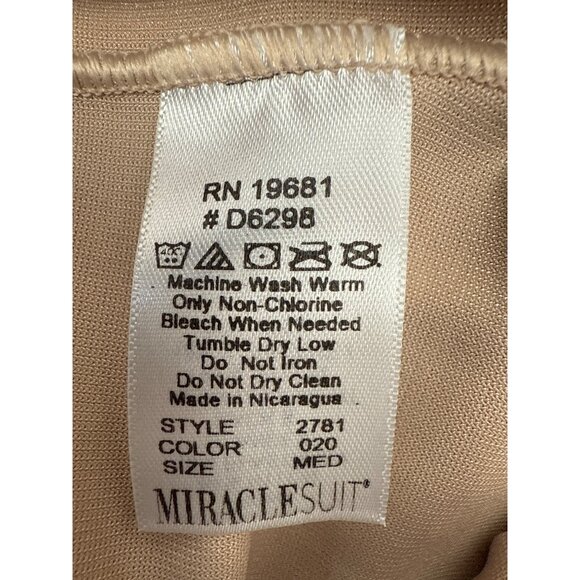 RN 19681
# D6298
40C
Machine Wash Warm
Only Non-Chlorine
Bleach When Needed
Tumble Dry Low
Do Not Iron
Do Not Dry Clean
Made in Nicaragua
STYLE 2781
COLOR 020
SIZE MED
MIRACLESUIT®